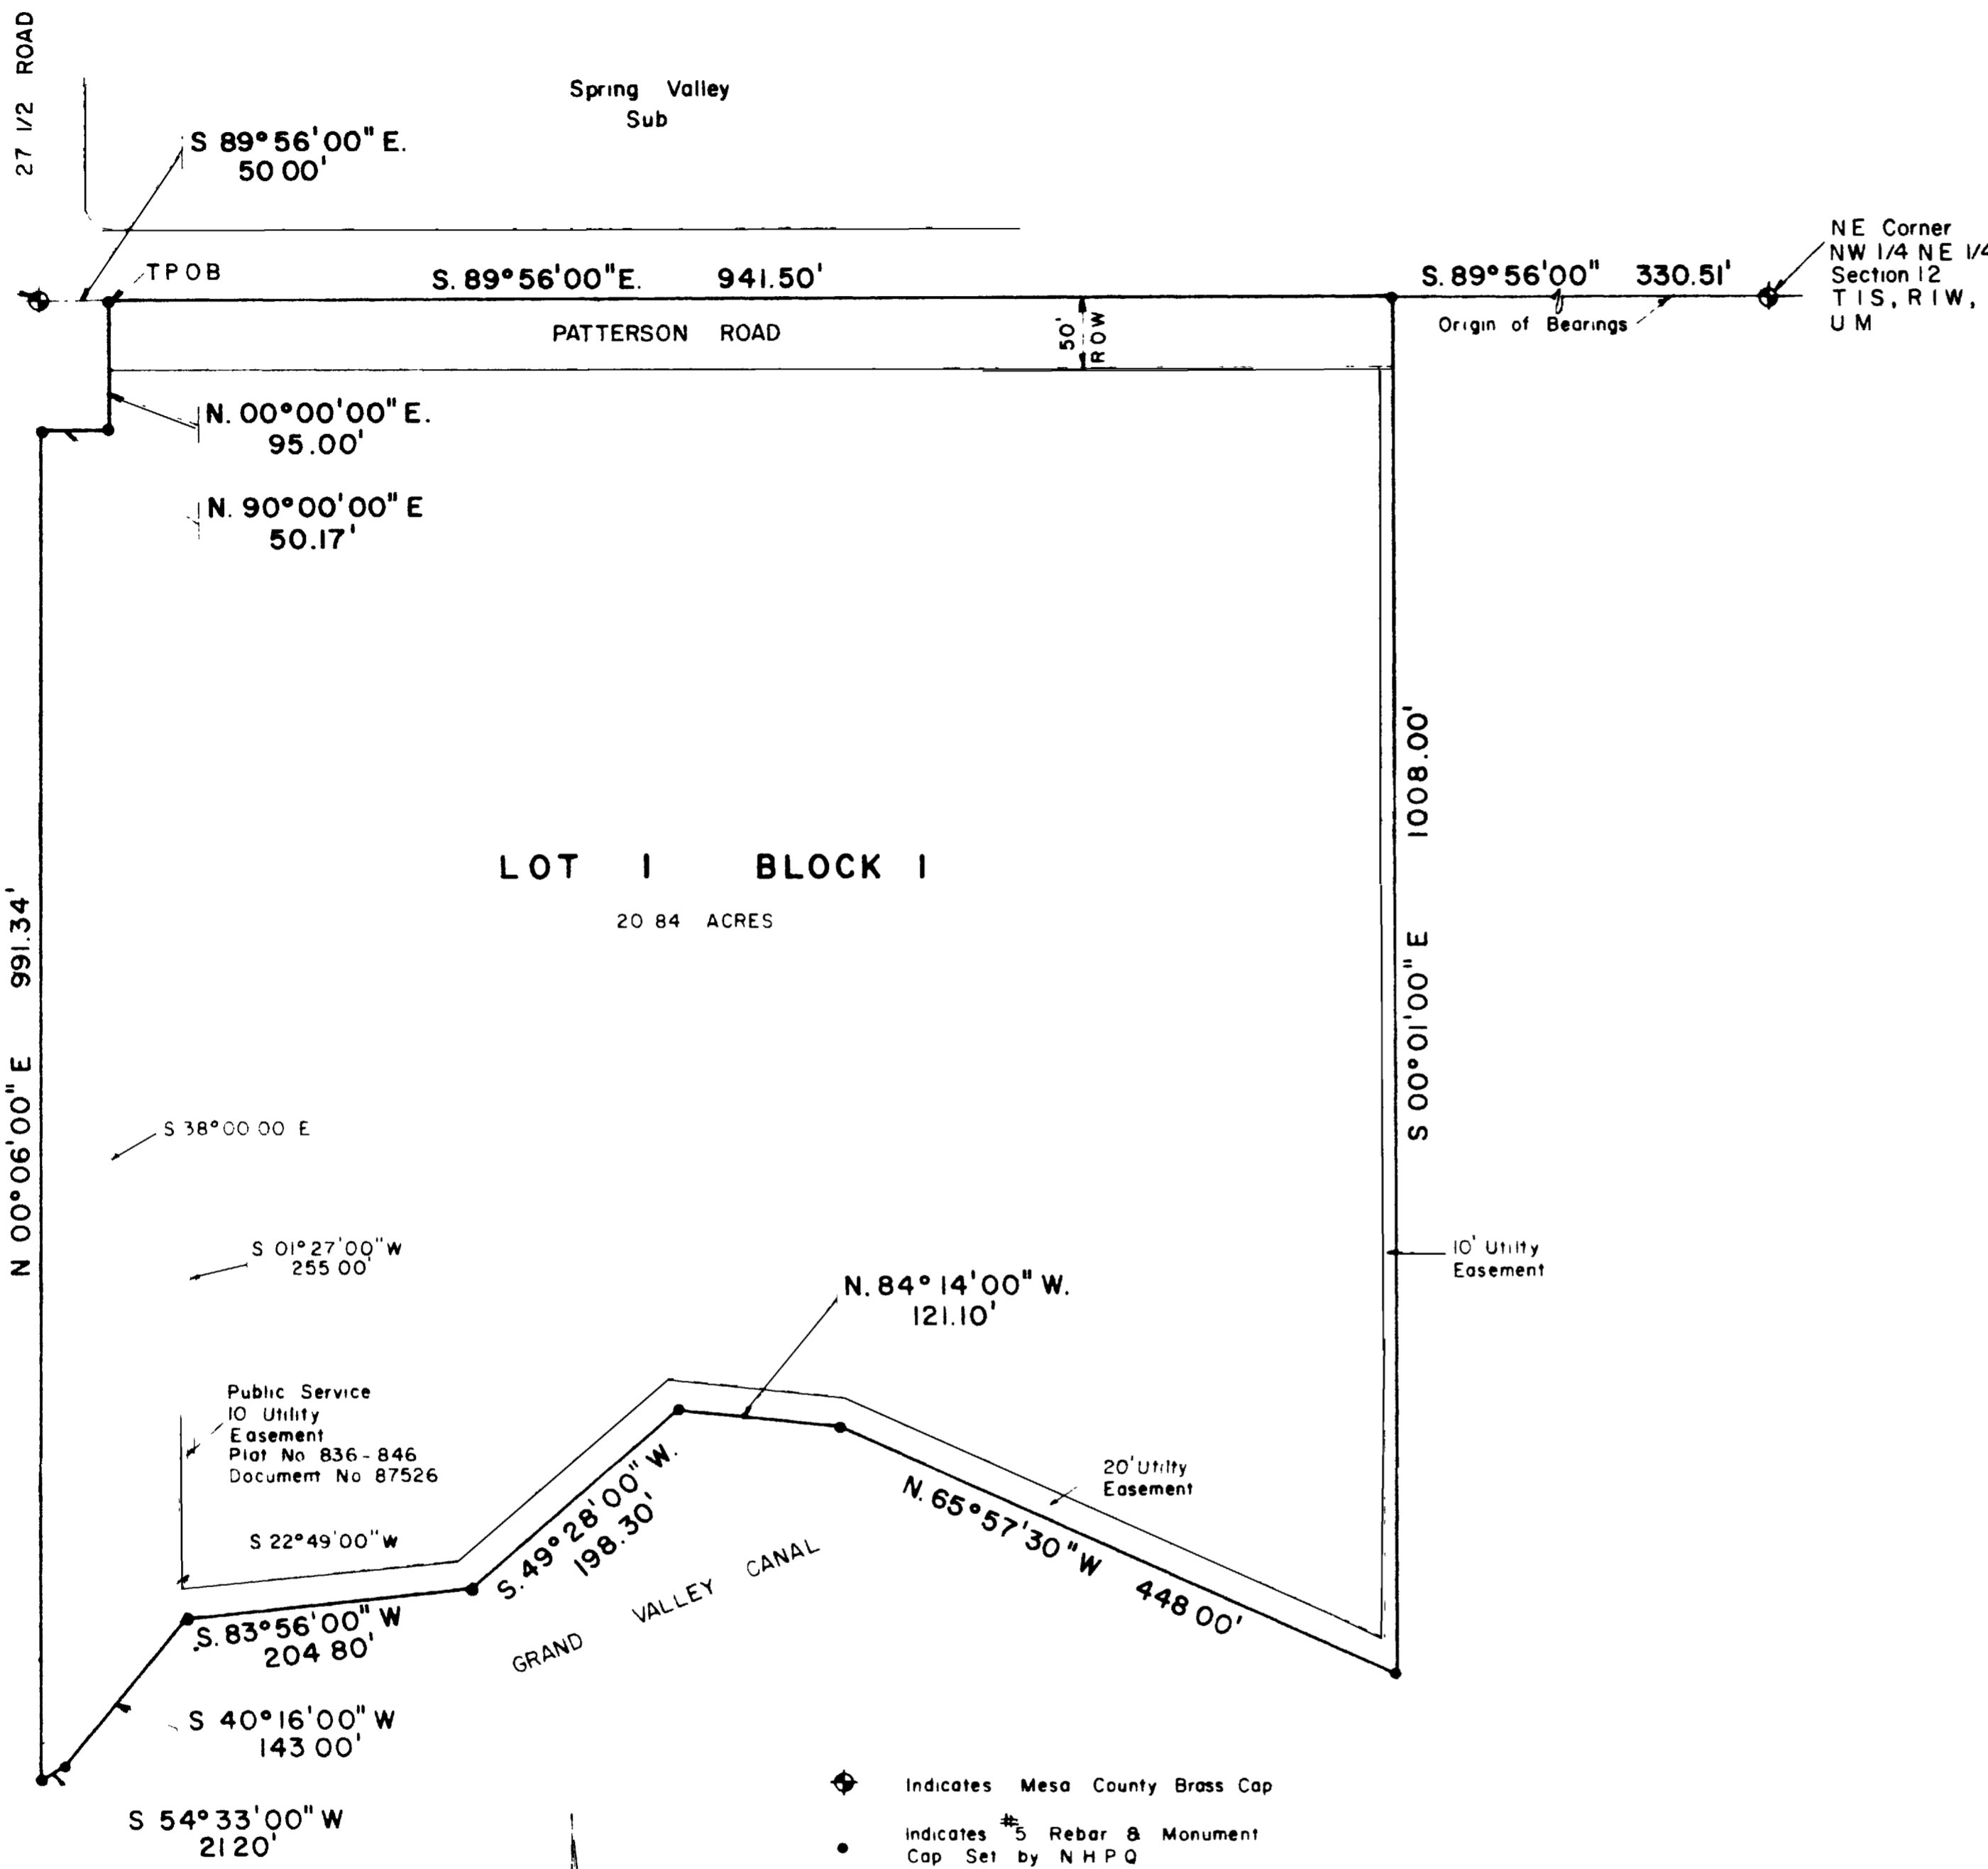 27 1/2 ROAD
Spring Valley
Sub
S 89°56'00" E.
50 00'
TPOB
S. 89°56'00"E. 941.50'
S. 89°56'00" 330.51'
NE Corner
NW 1/4 NE 1/4
Section 12
T1S, R1W,
U M
Origin of Bearings
PATTERSON ROAD
50'
ROW
N. 00°00'00" E.
95.00'
N. 90°00'00" E
50.17'
1008.00'
S 00°01'00" E
LOT 1 BLOCK 1
20 84 ACRES
N 00°06'00" E 991.34'
S 38°00 00 E
S 01°27'00" W
255 00'
N. 84°14'00" W.
121.10'
10' Utilty
Easement
Public Service
10 Utility
Easement
Plat No 836-846
Document No 87526
20' Utilty
Easement
S 22°49'00" W
S. 49°28'00" W.
198.30'
N. 65°57'30" W 448 00'
GRAND VALLEY CANAL
S. 83°56'00" W
204 80'
S 40°16'00" W
143 00'
S 54°33'00" W
21 20'
Indicates Mesa County Brass Cap
Indicates #5 Rebar & Monument
Cap Set by N H P Q